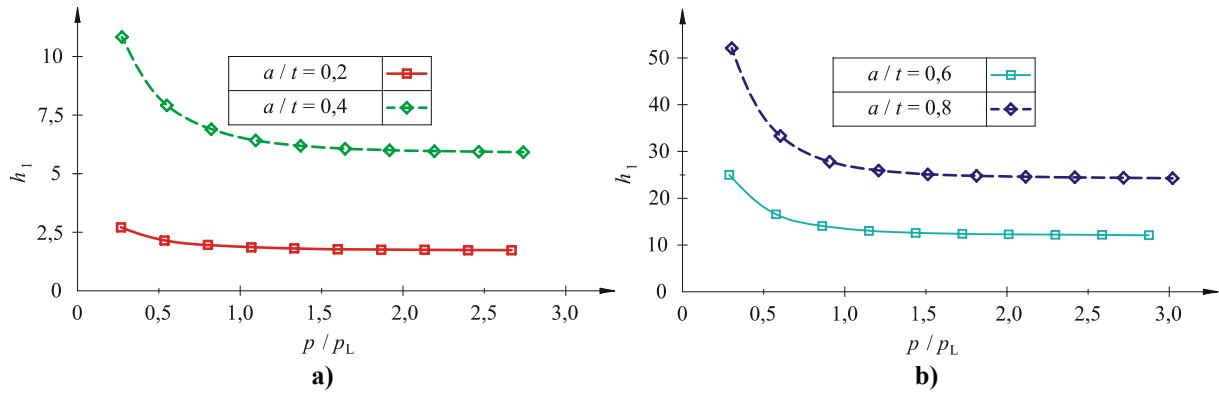 10
7,5
5
2,5
0
h1
a / t = 0,2
a / t = 0,4
0 0,5 1,0 1,5 2,0 2,5 3,0
p / pL
a)
50
40
30
20
10
0
h1
a / t = 0,6
a / t = 0,8
0 0,5 1,0 1,5 2,0 2,5 3,0
p / pL
b)